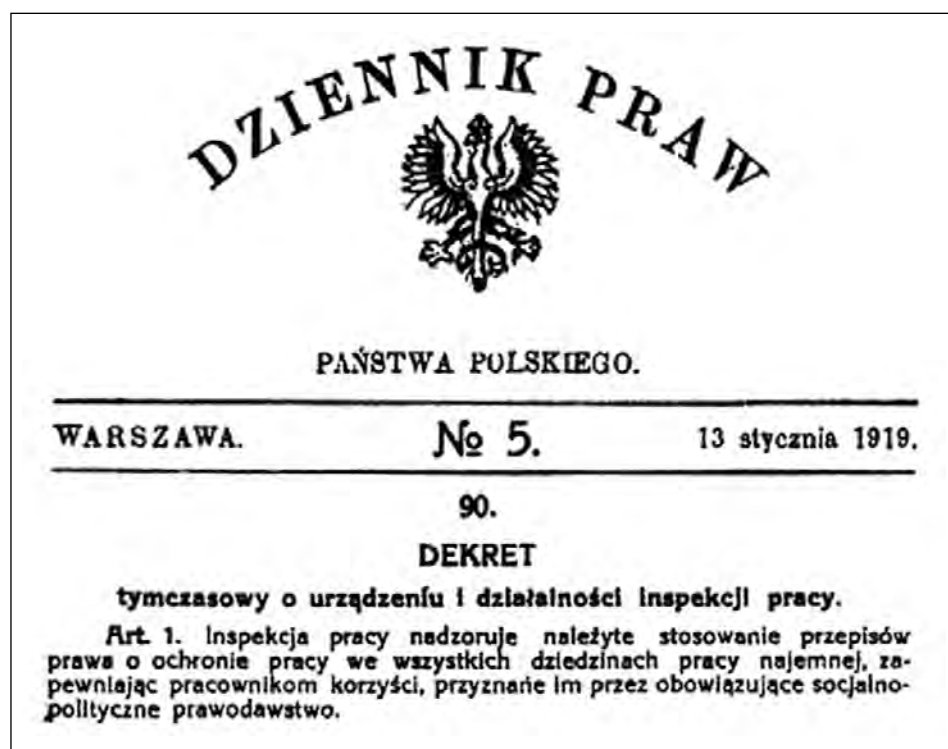 DZIENNIK PRAW
PAŃSTWA POLSKIEGO.
WARSZAWA. № 5. 13 stycznia 1919.
90.
DEKRET
tymczasowy o urządzeniu i działalności inspekcji pracy.
Art. 1. Inspekcja pracy nadzoruje należyte stosowanie przepisów
prawa o ochronie pracy we wszystkich dziedzinach pracy najemnej, za-
pewniając pracownikom korzyści, przyznane im przez obowiązujące socjalno-
polityczne prawodawstwo.